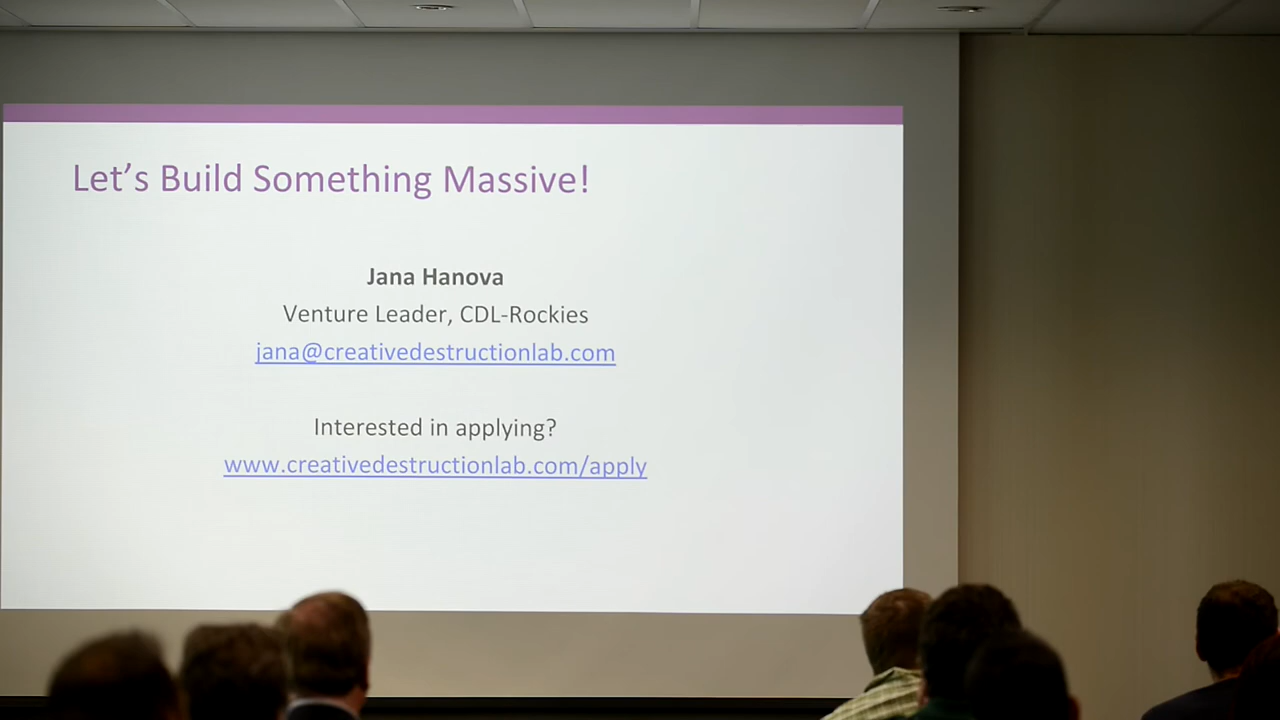 Let's Build Something Massive!
Jana Hanova
Venture Leader, CDL-Rockies
jana@creativedestructionlab.com
Interested in applying?
www.creativedestructionlab.com/apply